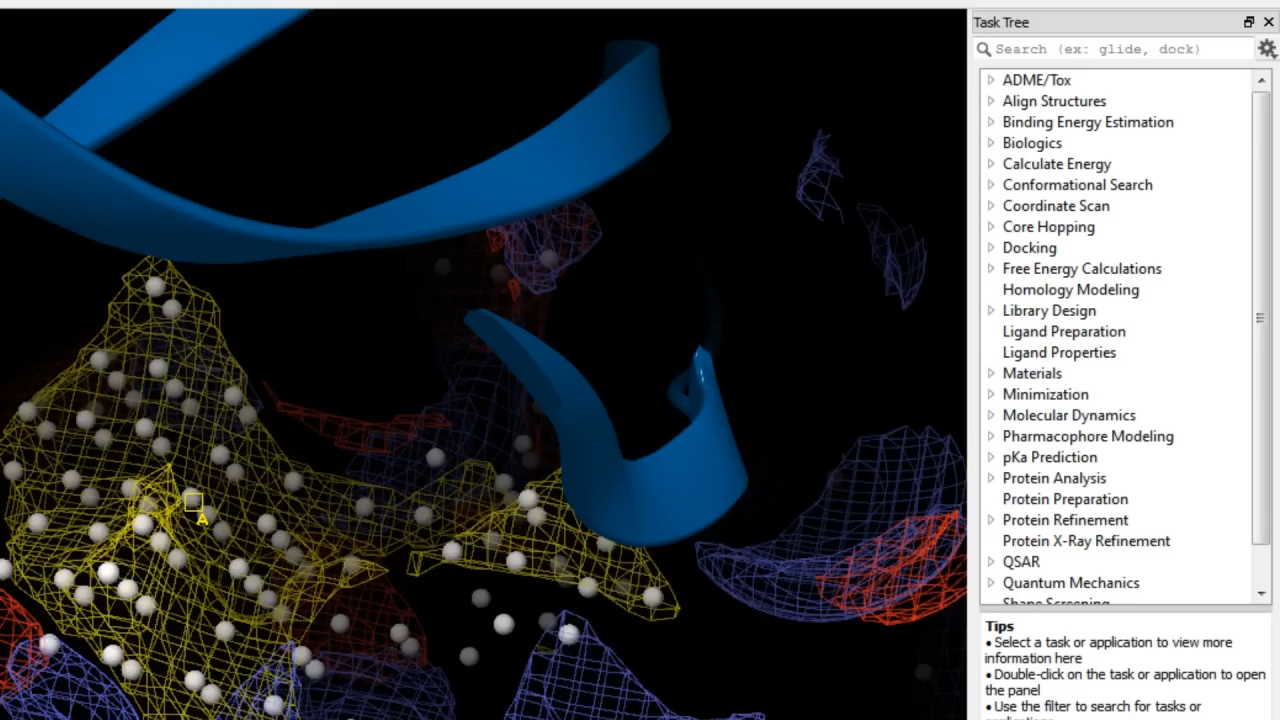 Task Tree
Search (ex: glide, dock)
ADME/Tox
Align Structures
Binding Energy Estimation
Biologics
Calculate Energy
Conformational Search
Coordinate Scan
Core Hopping
Docking
Free Energy Calculations
Homology Modeling
Library Design
Ligand Preparation
Ligand Properties
Materials
Minimization
Molecular Dynamics
Pharmacophore Modeling
pKa Prediction
Protein Analysis
Protein Preparation
Protein Refinement
Protein X-Ray Refinement
QSAR
Quantum Mechanics
Shape Screening
A
Tips
• Select a task or application to view more
information here
• Double-click on the task or application to open
the panel
• Use the filter to search for tasks or